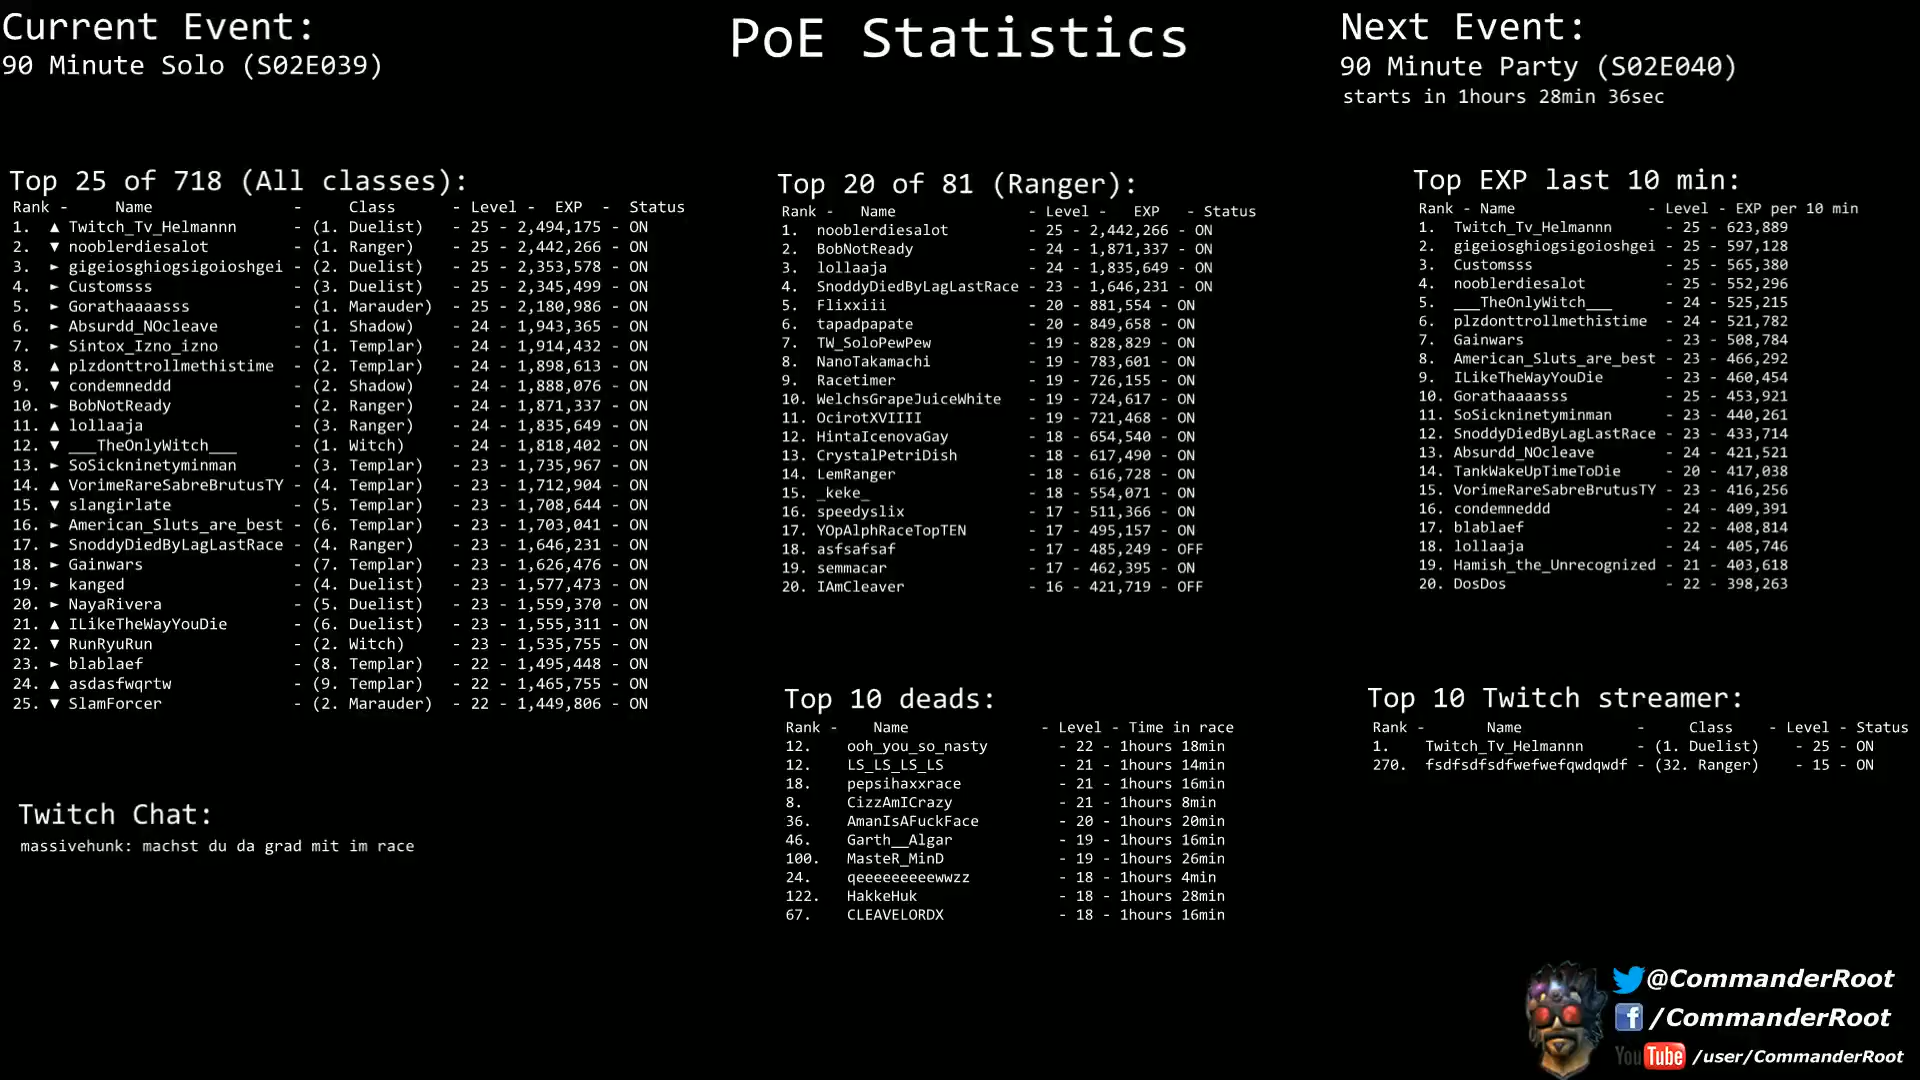 Current Event:
90 Minute Solo (S02E039)
PoE Statistics
Next Event:
90 Minute Party (S02E040)
starts in 1hours 28min 36sec
Top 25 of 718 (All classes):
Rank - Name - Class - Level - EXP - Status
1. ▲ Twitch_Tv_Helmannn - (1. Duelist) - 25 - 2,494,175 - ON
2. ▼ nooblerdiesalot - (1. Ranger) - 25 - 2,442,266 - ON
3. ► gigeiosghiogsigoioshgei - (2. Duelist) - 25 - 2,353,578 - ON
4. ► Customsss - (3. Duelist) - 25 - 2,345,499 - ON
5. ► Gorathaaaasss - (1. Marauder) - 25 - 2,180,986 - ON
6. ► Absurdd_NOcleave - (1. Shadow) - 24 - 1,943,365 - ON
7. ► Sintox_Izno_izno - (1. Templar) - 24 - 1,914,432 - ON
8. ▲ plzdonttrollmethistime - (2. Templar) - 24 - 1,898,613 - ON
9. ▼ condemneddd - (2. Shadow) - 24 - 1,888,076 - ON
10. ► BobNotReady - (2. Ranger) - 24 - 1,871,337 - ON
11. ▲ lollaaja - (3. Ranger) - 24 - 1,835,649 - ON
12. ▼ ___TheOnlyWitch___ - (1. Witch) - 24 - 1,818,402 - ON
13. ► SoSickninetyminman - (3. Templar) - 23 - 1,735,967 - ON
14. ▲ VorimeRareSabreBrutusTY - (4. Templar) - 23 - 1,712,904 - ON
15. ▼ slangirlate - (5. Templar) - 23 - 1,708,644 - ON
16. ► American_Sluts_are_best - (6. Templar) - 23 - 1,703,041 - ON
17. ► SnoddyDiedByLagLastRace - (4. Ranger) - 23 - 1,646,231 - ON
18. ► Gainwars - (7. Templar) - 23 - 1,626,476 - ON
19. ► kanged - (4. Duelist) - 23 - 1,577,473 - ON
20. ► NayaRivera - (5. Duelist) - 23 - 1,559,370 - ON
21. ▲ ILikeTheWayYouDie - (6. Duelist) - 23 - 1,555,311 - ON
22. ▼ RunRyuRun - (2. Witch) - 23 - 1,535,755 - ON
23. ► blablaef - (8. Templar) - 22 - 1,495,448 - ON
24. ▲ asdasfwqrtw - (9. Templar) - 22 - 1,465,755 - ON
25. ▼ SlamForcer - (2. Marauder) - 22 - 1,449,806 - ON
Top 20 of 81 (Ranger):
Rank - Name - Level - EXP - Status
1. nooblerdiesalot - 25 - 2,442,266 - ON
2. BobNotReady - 24 - 1,871,337 - ON
3. lollaaja - 24 - 1,835,649 - ON
4. SnoddyDiedByLagLastRace - 23 - 1,646,231 - ON
5. Flixxiii - 20 - 881,554 - ON
6. tapadpapate - 20 - 849,658 - ON
7. TW_SoloPewPew - 19 - 828,829 - ON
8. NanoTakamachi - 19 - 783,601 - ON
9. Racetimer - 19 - 726,155 - ON
10. WelchsGrapeJuiceWhite - 19 - 724,617 - ON
11. OcirotXVIIII - 19 - 721,468 - ON
12. HintaIcenovaGay - 18 - 654,540 - ON
13. CrystalPetriDish - 18 - 617,490 - ON
14. LemRanger - 18 - 616,728 - ON
15. _keke_ - 18 - 554,071 - ON
16. speedyslix - 17 - 511,366 - ON
17. YOpAlphRaceTopTEN - 17 - 495,157 - ON
18. asfsafsaf - 17 - 485,249 - OFF
19. semmacar - 17 - 462,395 - ON
20. IAmCleaver - 16 - 421,719 - OFF
Top EXP last 10 min:
Rank - Name - Level - EXP per 10 min
1. Twitch_Tv_Helmannn - 25 - 623,889
2. gigeiosghiogsigoioshgei - 25 - 597,128
3. Customsss - 25 - 565,380
4. nooblerdiesalot - 25 - 552,296
5. ___TheOnlyWitch___ - 24 - 525,215
6. plzdonttrollmethistime - 24 - 521,782
7. Gainwars - 23 - 508,784
8. American_Sluts_are_best - 23 - 466,292
9. ILikeTheWayYouDie - 23 - 460,454
10. Gorathaaaasss - 25 - 453,921
11. SoSickninetyminman - 23 - 440,261
12. SnoddyDiedByLagLastRace - 23 - 433,714
13. Absurdd_NOcleave - 24 - 421,521
14. TankWakeUpTimeToDie - 20 - 417,038
15. VorimeRareSabreBrutusTY - 23 - 416,256
16. condemneddd - 24 - 409,391
17. blablaef - 22 - 408,814
18. lollaaja - 24 - 405,746
19. Hamish_the_Unrecognized - 21 - 403,618
20. DosDos - 22 - 398,263
Top 10 deads:
Rank - Name - Level - Time in race
12. ooh_you_so_nasty - 22 - 1hours 18min
12. LS_LS_LS_LS - 21 - 1hours 14min
18. pepsihaxxrace - 21 - 1hours 16min
8. CizzAmICrazy - 21 - 1hours 8min
36. AmanIsAFuckFace - 20 - 1hours 20min
46. Garth__Algar - 19 - 1hours 16min
100. MasteR_MinD - 19 - 1hours 26min
24. qeeeeeeeeewwzz - 18 - 1hours 4min
122. HakkeHuk - 18 - 1hours 28min
67. CLEAVELORDX - 18 - 1hours 16min
Top 10 Twitch streamer:
Rank - Name - Class - Level - Status
1. Twitch_Tv_Helmannn - (1. Duelist) - 25 - ON
270. fsdfsdfsdfwefwefqwdqwdf - (32. Ranger) - 15 - ON
Twitch Chat:
massivehunk: machst du da grad mit im race
@CommanderRoot
f /CommanderRoot
YouTube /user/CommanderRoot